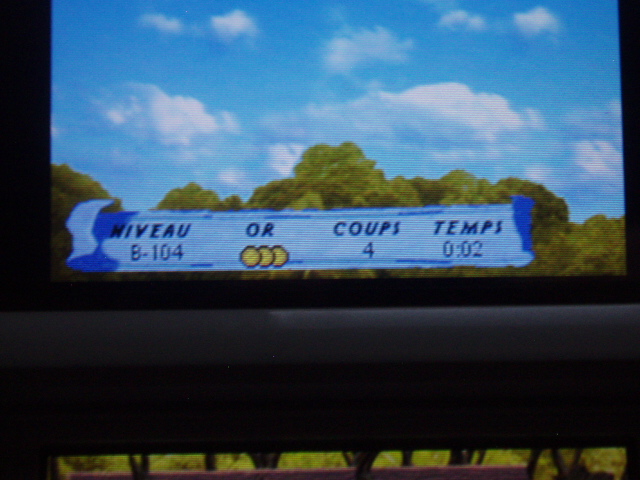 NIVEAU OR COUPS TEMPS
B-104 4 0:02